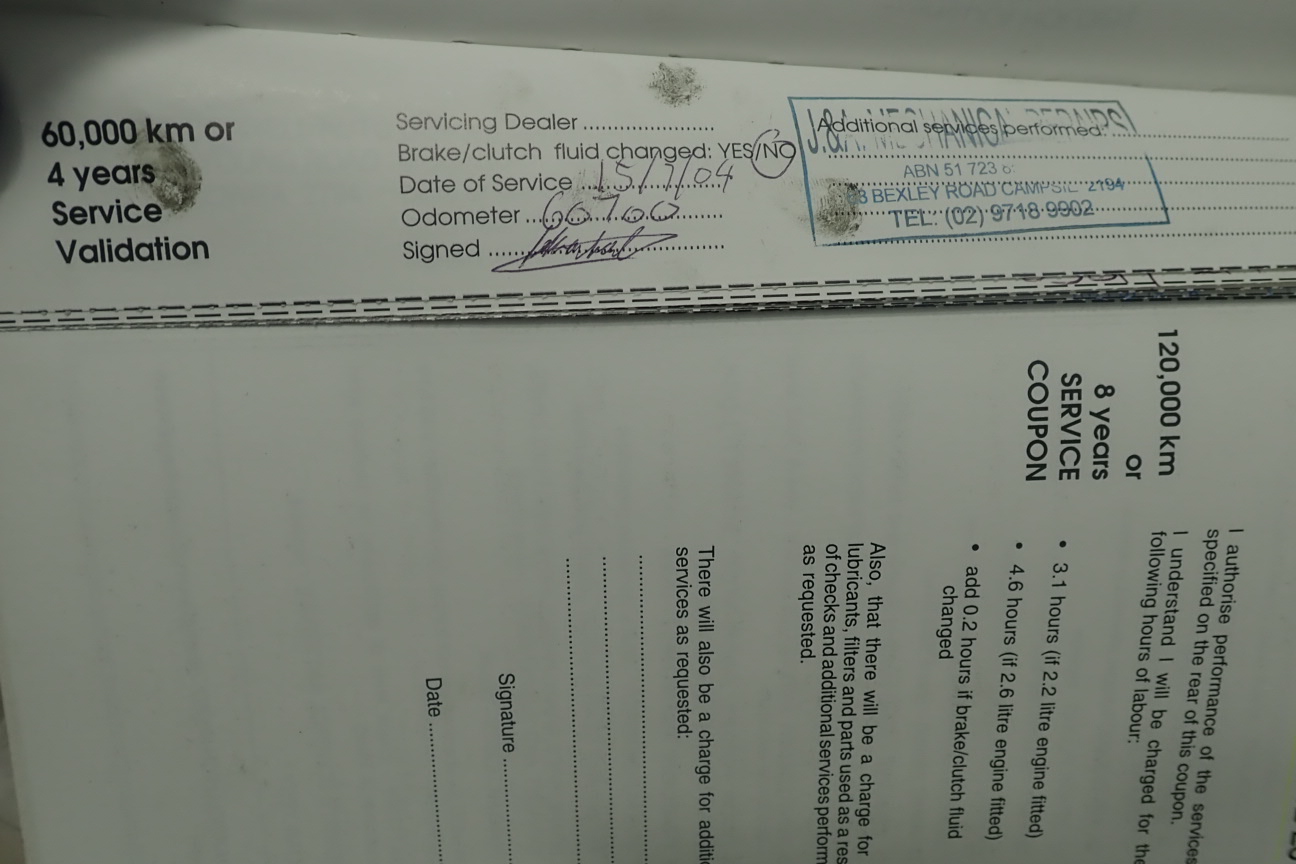 60,000 km or
4 years
Service
Validation
Servicing Dealer
Brake/clutch fluid changed: YES/NO
Date of Service 15/7/04
Odometer 60700
Signed
Additional services performed:
J.&A. MECHANICAL REPAIRS
ABN 51 723
BEXLEY ROAD CAMPSIE 2194
TEL: (02) 9718 9902
120,000 km
or
8 years
SERVICE
COUPON
I authorise performance of the services
specified on the rear of this coupon.
I understand I will be charged for the
following hours of labour:
• 3.1 hours (if 2.2 litre engine fitted)
• 4.6 hours (if 2.6 litre engine fitted)
• add 0.2 hours if brake/clutch fluid
changed
Also, that there will be a charge for
lubricants, filters and parts used as a res
of checks and additional services perform
as requested.
There will also be a charge for additi
services as requested:
Signature
Date